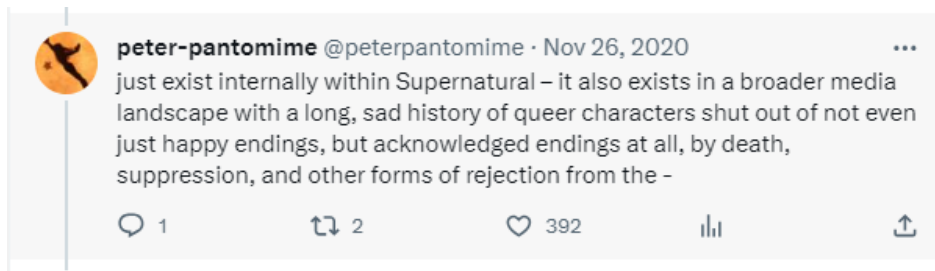 peter-pantomime @peterpantomime · Nov 26, 2020
just exist internally within Supernatural – it also exists in a broader media
landscape with a long, sad history of queer characters shut out of not even
just happy endings, but acknowledged endings at all, by death,
suppression, and other forms of rejection from the -
1 2 392